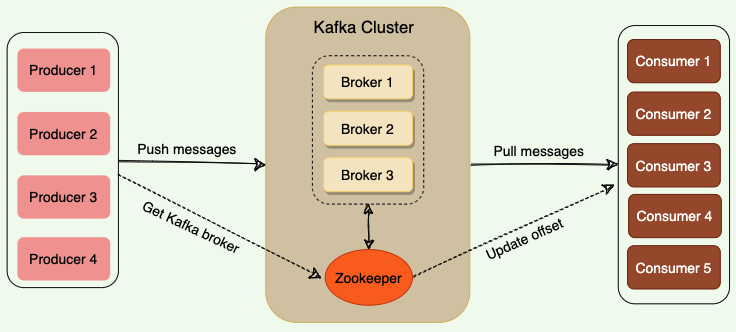 Kafka Cluster
Producer 1
Producer 2
Producer 3
Producer 4
Push messages
Get Kafka broker
Broker 1
Broker 2
Broker 3
Zookeeper
Pull messages
Update offset
Consumer 1
Consumer 2
Consumer 3
Consumer 4
Consumer 5